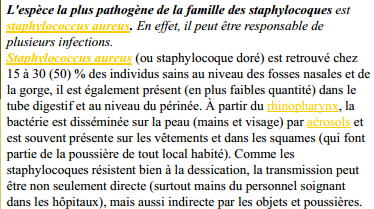 L'espèce la plus pathogène de la famille des staphylocoques est
staphylococcus aureus. En effet, il peut être responsable de
plusieurs infections.
Staphylococcus aureus (ou staphylocoque doré) est retrouvé chez
15 à 30 (50) % des individus sains au niveau des fosses nasales et de
la gorge, il est également présent (en plus faibles quantité) dans le
tube digestif et au niveau du périnée. À partir du rhinopharynx, la
bactérie est disséminée sur la peau (mains et visage) par aérosols et
est souvent présente sur les vêtements et dans les squames (qui font
partie de la poussière de tout local habité). Comme les
staphylocoques résistent bien à la dessication, la transmission peut
être non seulement directe (surtout mains du personnel soignant
dans les hôpitaux), mais aussi indirecte par les objets et poussières.